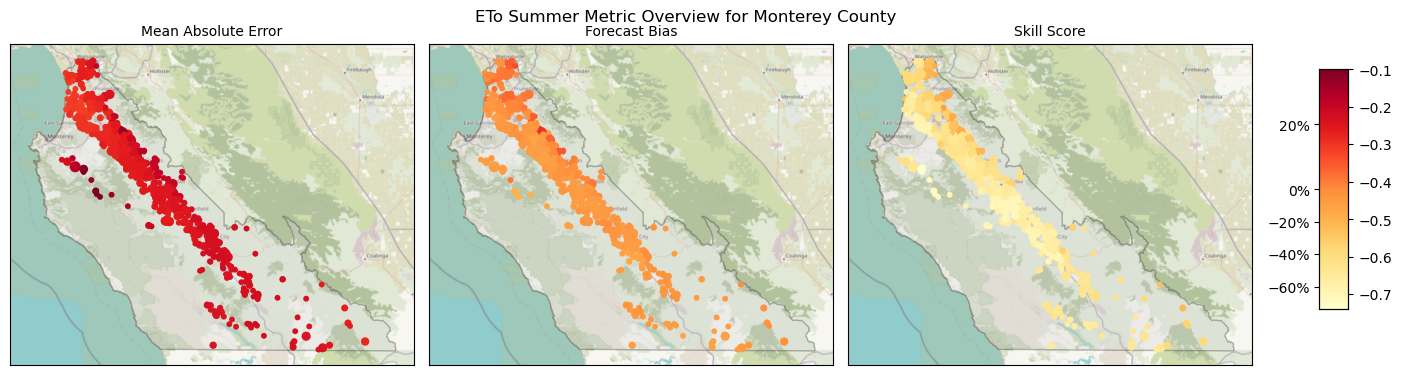 ETo Summer Metric Overview for Monterey County
Mean Absolute Error
Forecast Bias
Skill Score
Hollister
Firebaugh
Mendota
Monterey
Coalinga
Hollister
Firebaugh
Mendota
Monterey
Coalinga
Hollister
Firebaugh
Mendota
Monterey
Coalinga
20%
0%
−20%
−40%
−60%
−0.1
−0.2
−0.3
−0.4
−0.5
−0.6
−0.7